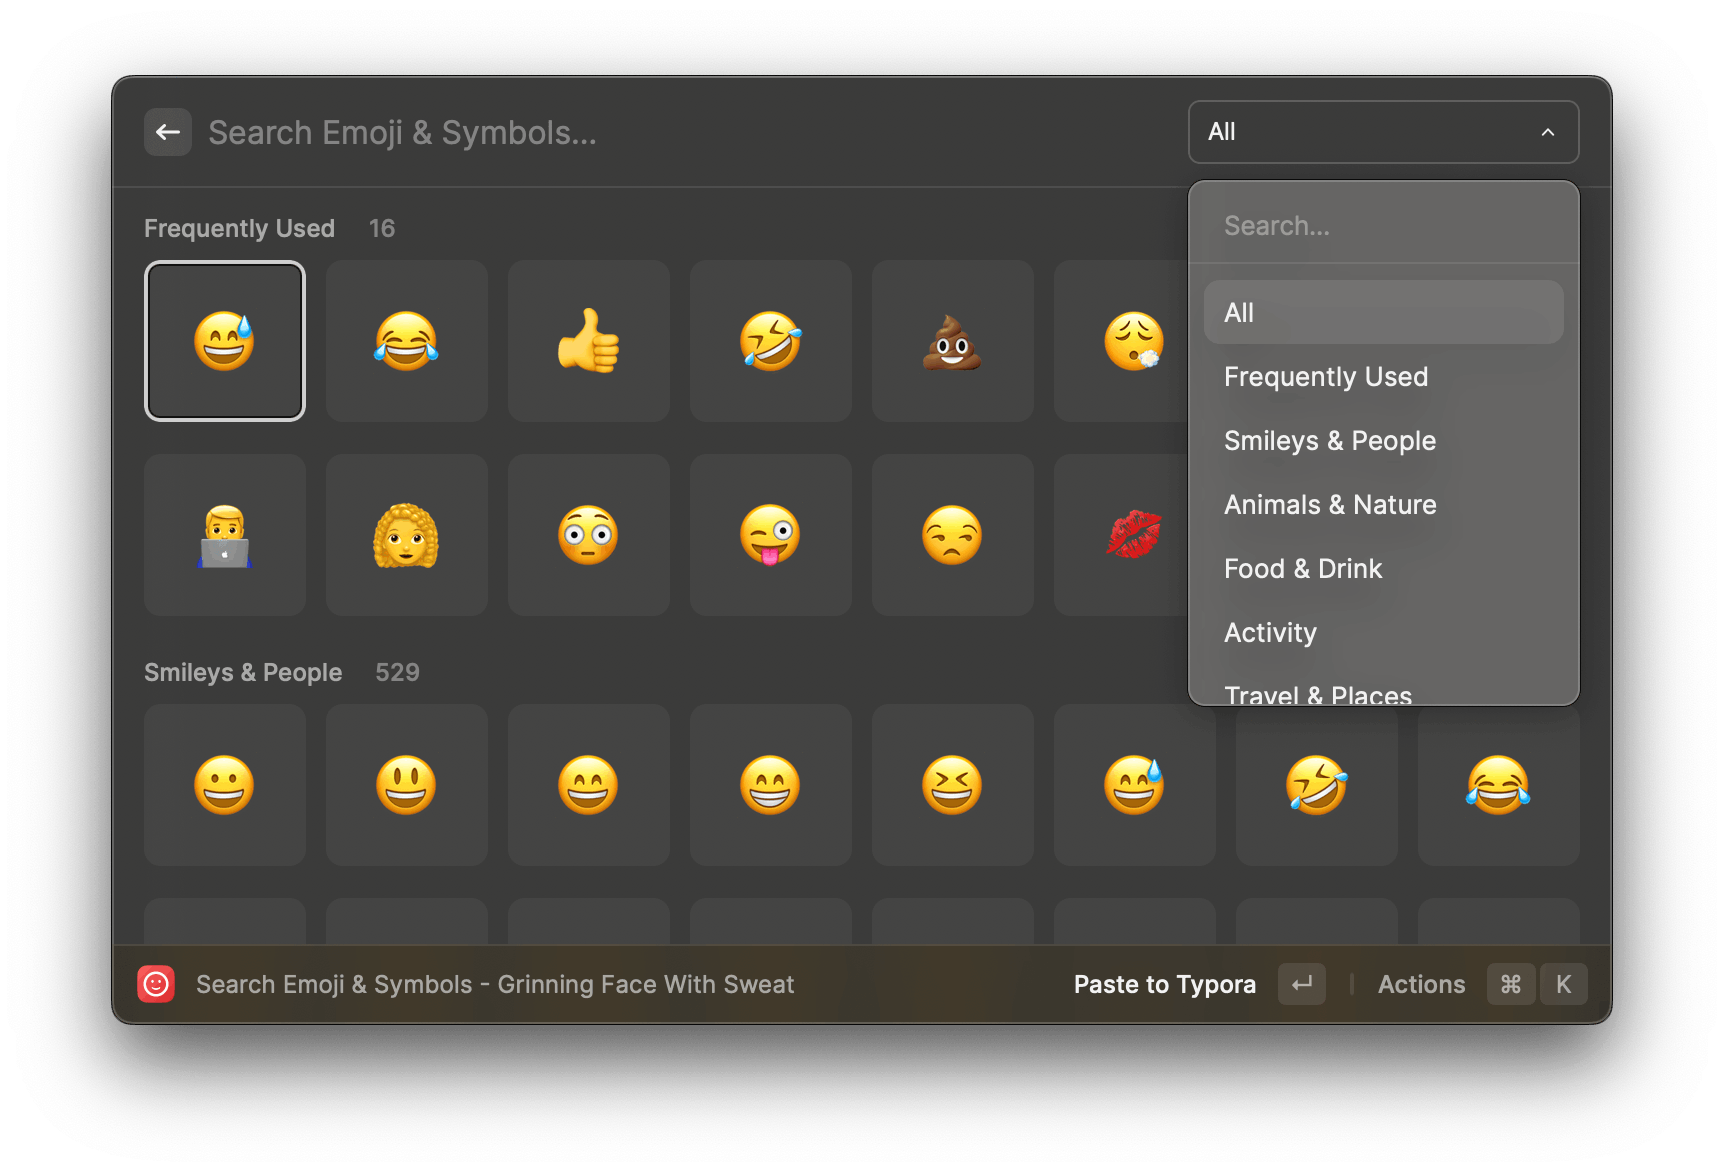 Search Emoji & Symbols...
All
Search...
Frequently Used 16
All
Frequently Used
Smileys & People
Animals & Nature
Food & Drink
Activity
Travel & Places
Smileys & People 529
Search Emoji & Symbols - Grinning Face With Sweat
Paste to Typora
Actions ⌘ K